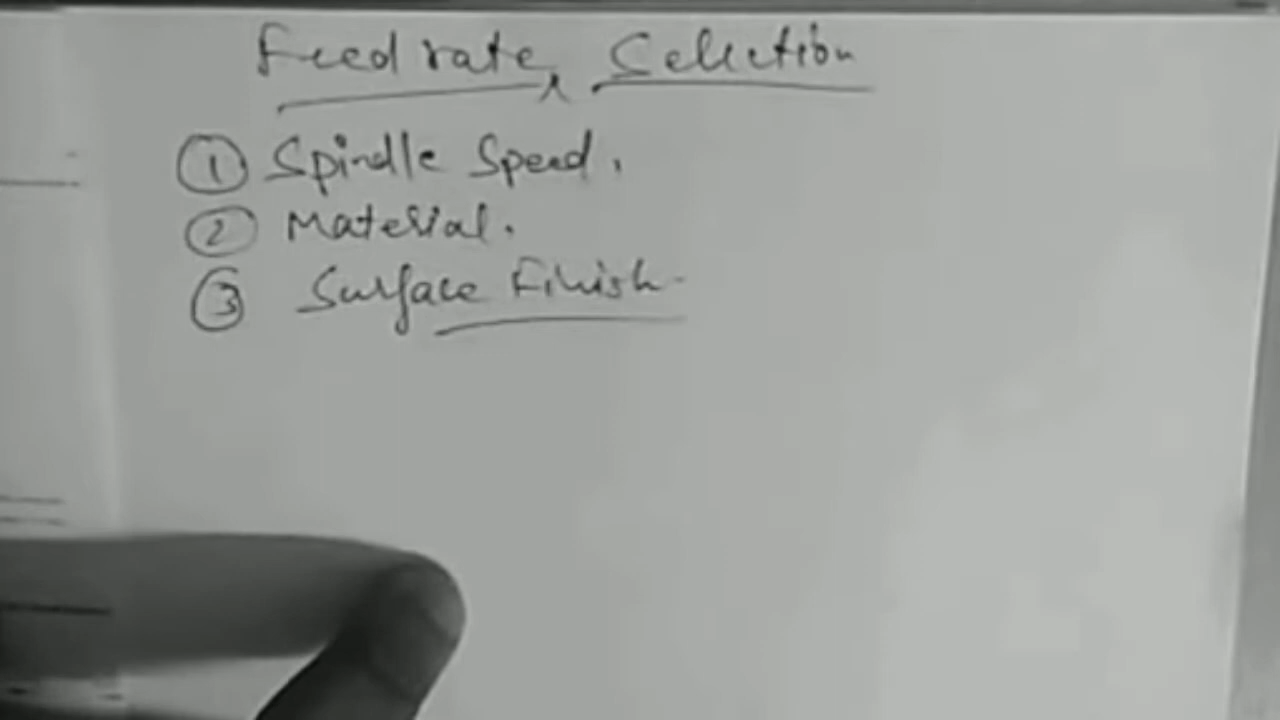 Feed rate, Selection
① Spindle Speed.
② Material.
③ Surface Finish.